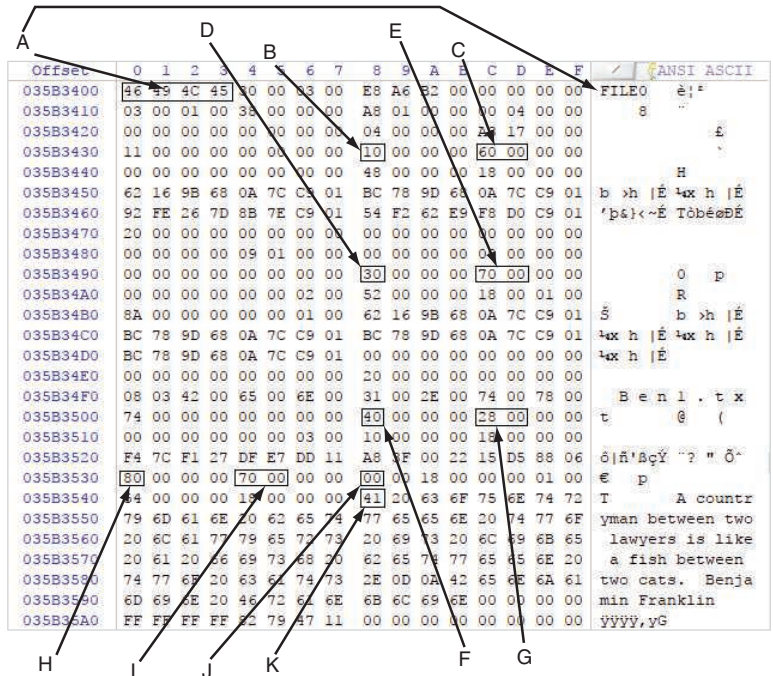 A D B E C
Offset 0 1 2 3 4 5 6 7 8 9 A B C D E F ANSI ASCII
035B3400 46 49 4C 45 30 00 03 00 E8 A6 B2 00 00 00 00 00 FILE0 è¦²
035B3410 03 00 01 00 38 00 00 00 A8 01 00 00 00 04 00 00 8 ¨
035B3420 00 00 00 00 00 00 00 00 04 00 00 00 A3 17 00 00 £
035B3430 11 00 00 00 00 00 00 00 10 00 00 00 60 00 00 00 `
035B3440 00 00 00 00 00 00 00 00 48 00 00 00 18 00 00 00 H
035B3450 62 16 9B 68 0A 7C C9 01 BC 78 9D 68 0A 7C C9 01 b ›h |É ¼x h |É
035B3460 92 FE 26 7D 8B 7E C9 01 54 F2 62 E9 F8 D0 C9 01 ’þ&}‹~É TòbéøÐÉ
035B3470 20 00 00 00 00 00 00 00 00 00 00 00 00 00 00 00
035B3480 00 00 00 00 09 01 00 00 00 00 00 00 00 00 00
035B3490 00 00 00 00 00 00 00 00 30 00 00 00 70 00 00 00 0 p
035B34A0 00 00 00 00 00 00 02 00 52 00 00 00 18 00 01 00 R
035B34B0 8A 00 00 00 00 00 01 00 62 16 9B 68 0A 7C C9 01 Š b ›h |É
035B34C0 BC 78 9D 68 0A 7C C9 01 BC 78 9D 68 0A 7C C9 01 ¼x h |É ¼x h |É
035B34D0 BC 78 9D 68 0A 7C C9 01 00 00 00 00 00 00 00 00 ¼x h |É
035B34E0 00 00 00 00 00 00 00 00 20 00 00 00 00 00 00 00
035B34F0 08 03 42 00 65 00 6E 00 31 00 2E 00 74 00 78 00 B e n 1 . t x
035B3500 74 00 00 00 00 00 00 00 40 00 00 00 28 00 00 00 t @ (
035B3510 00 00 00 00 00 00 03 00 10 00 00 00 18 00 00 00
035B3520 F4 7C F1 27 DF E7 DD 11 A8 3F 00 22 15 D5 88 06 ô|ñ'ßçÝ ¨? " Õˆ
035B3530 80 00 00 00 70 00 00 00 00 00 18 00 00 00 01 00 € p
035B3540 54 00 00 00 18 00 00 00 41 20 63 6F 75 6E 74 72 T A countr
035B3550 79 6D 61 6E 20 62 65 74 77 65 65 6E 20 74 77 6F yman between two
035B3560 20 6C 61 77 79 65 72 73 20 69 73 20 6C 69 6B 65 lawyers is like
035B3570 20 61 20 66 69 73 68 20 62 65 74 77 65 65 6E 20 a fish between
035B3580 74 77 6F 20 63 61 74 73 2E 0D 0A 42 65 6E 6A 61 two cats. Benja
035B3590 6D 69 6E 20 46 72 61 6E 6B 6C 69 6E 00 00 00 00 min Franklin
035B35A0 FF FF FF FF 82 79 47 11 00 00 00 00 00 00 00 00 ÿÿÿÿ‚yG
H I J K F G